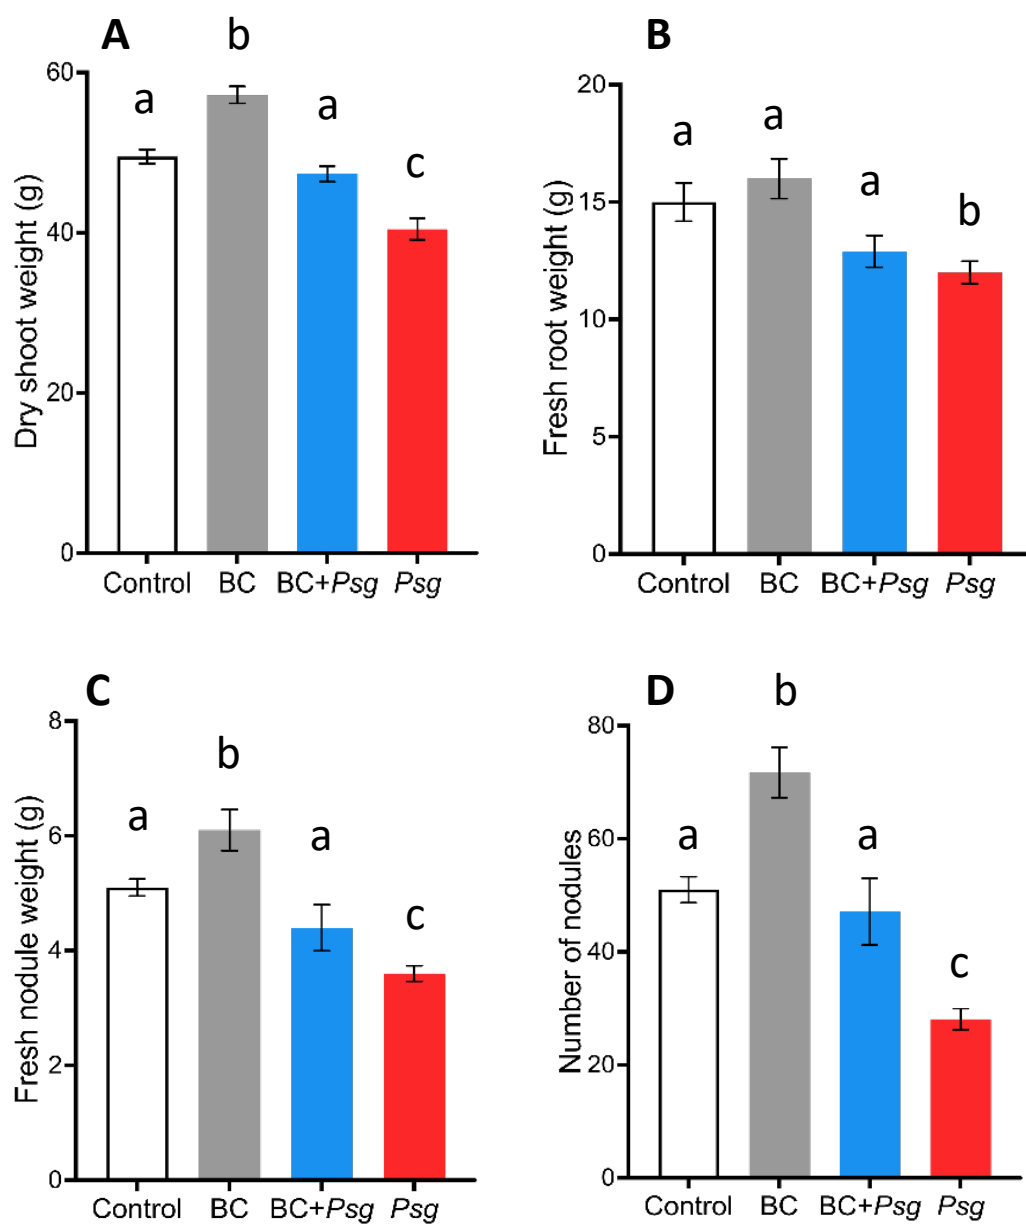 A
b
60
a
a
c
40
20
0
Dry shoot weight (g)
Control BC BC+Psg Psg
B
20
a
a
a
b
15
10
5
0
Fresh root weight (g)
Control BC BC+Psg Psg
C
8
b
a
a
6
c
4
2
0
Fresh nodule weight (g)
Control BC BC+Psg Psg
D
b
80
a
a
60
c
40
20
0
Number of nodules
Control BC BC+Psg Psg